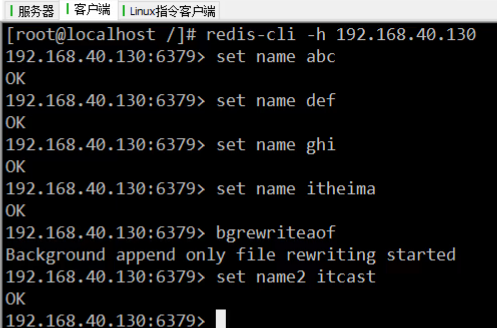 服务器 客户端 Linux指令客户端
[root@localhost /]# redis-cli -h 192.168.40.130
192.168.40.130:6379> set name abc
OK
192.168.40.130:6379> set name def
OK
192.168.40.130:6379> set name ghi
OK
192.168.40.130:6379> set name itheima
OK
192.168.40.130:6379> bgrewriteaof
Background append only file rewriting started
192.168.40.130:6379> set name2 itcast
OK
192.168.40.130:6379>